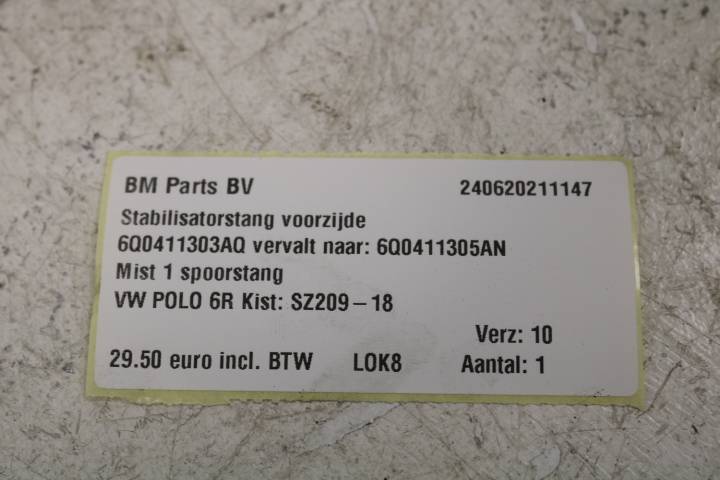 BM Parts BV 240620211147
Stabilisatorstang voorzijde
6Q0411303AQ vervalt naar: 6Q0411305AN
Mist 1 spoorstang
VW POLO 6R Kist: SZ209-18
Verz: 10
29.50 euro incl. BTW LOK8 Aantal: 1